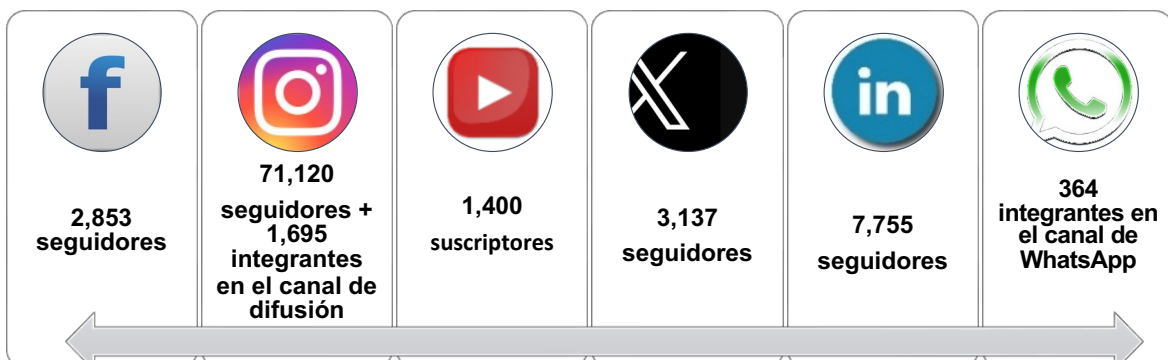 2,853
seguidores
71,120
seguidores +
1,695
integrantes
en el canal de
difusión
1,400
suscriptores
3,137
seguidores
7,755
seguidores
364
integrantes en
el canal de
WhatsApp